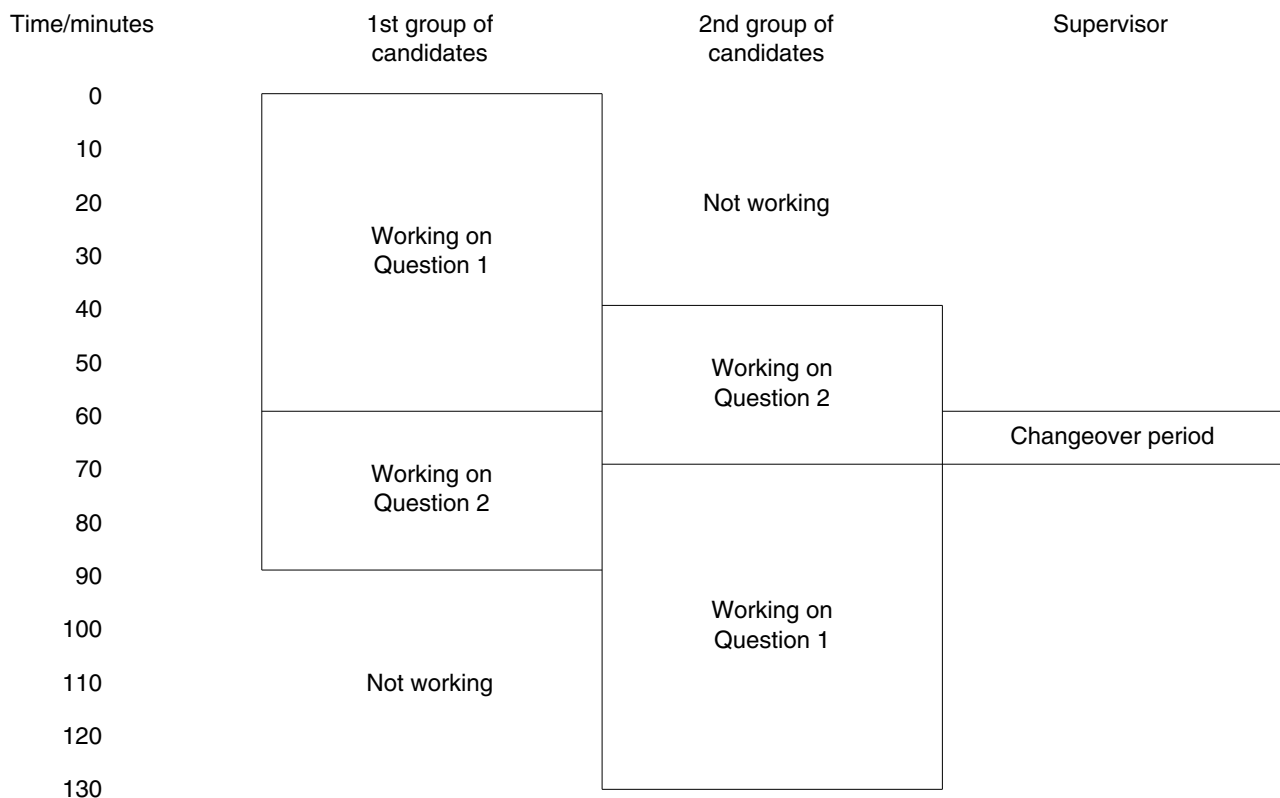 Time/minutes
1st group of
candidates
2nd group of
candidates
Supervisor
0
10
20
30
40
50
60
70
80
90
100
110
120
130
Working on
Question 1
Working on
Question 2
Not working
Not working
Working on
Question 2
Working on
Question 1
Changeover period